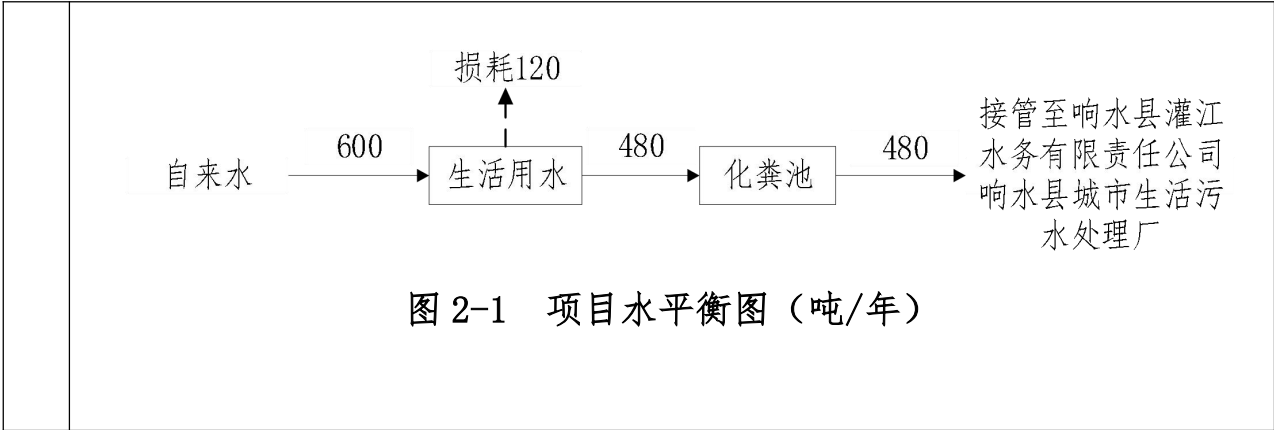 损耗120
自来水
600
生活用水
480
化粪池
480
接管至响水县灌江
水务有限责任公司
响水县城市生活污
水处理厂
图 2-1 项目水平衡图（吨/年）